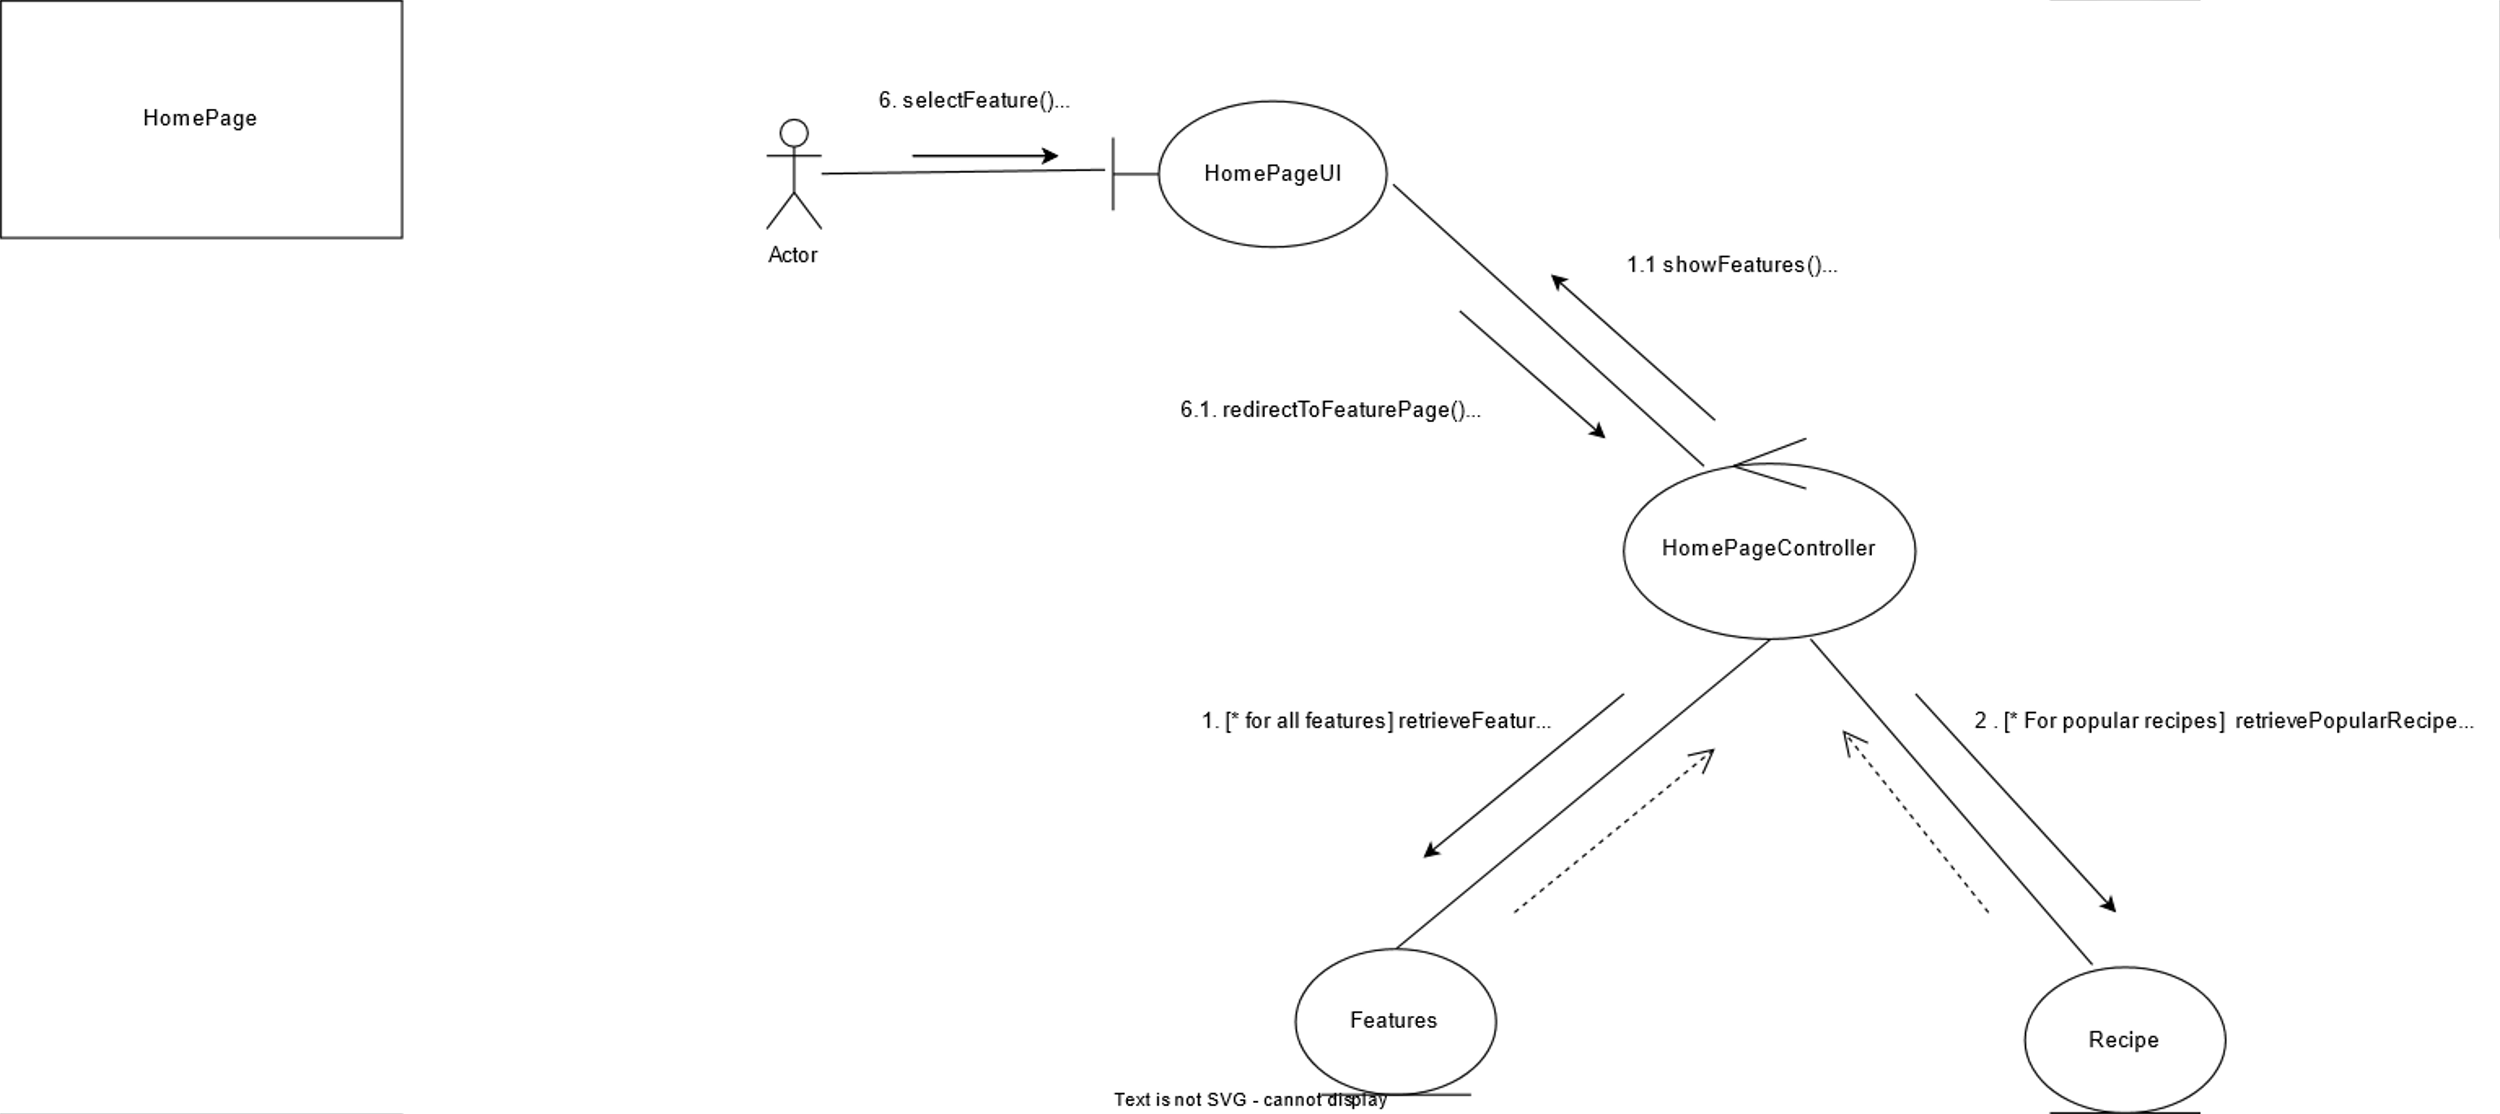 HomePage
6. selectFeature()...
HomePageUI
Actor
1.1 showFeatures()...
6.1. redirectToFeaturePage()...
HomePageController
1. [* for all features] retrieveFeatur...
2 . [* For popular recipes]  retrievePopularRecipe...
Features
Recipe
Text is not SVG - cannot display